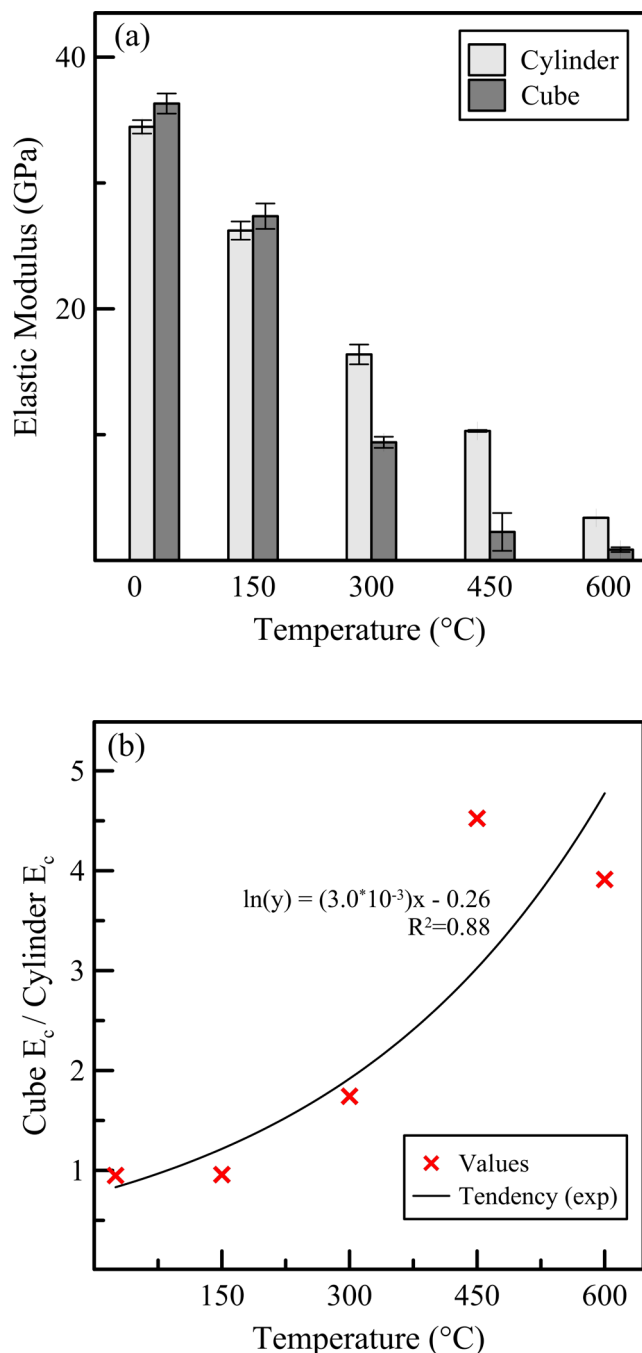 (a)
Cylinder
Cube
40
20
Elastic Modulus (GPa)
0 150 300 450 600
Temperature (°C)
(b)
5
4
3
2
1
Cube E_c / Cylinder E_c
ln(y) = (3.0*10⁻³)x - 0.26
R²=0.88
Values
Tendency (exp)
150 300 450 600
Temperature (°C)